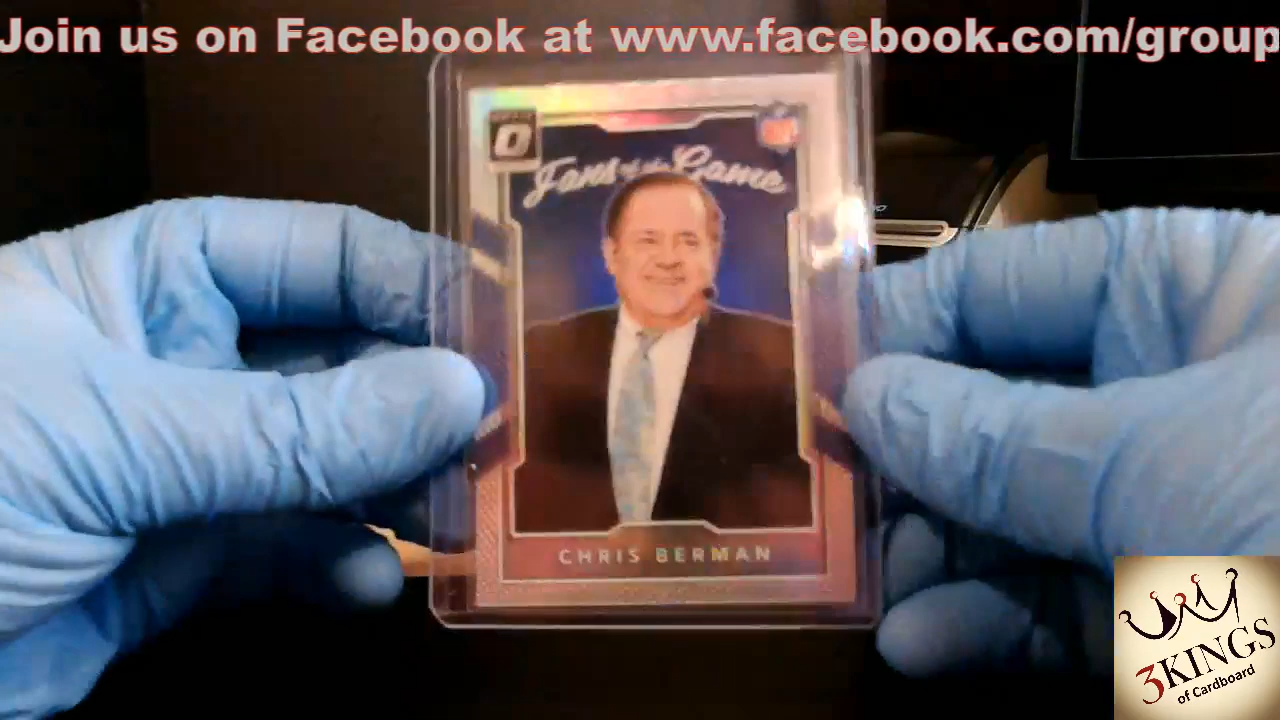 Join us on Facebook at www.facebook.com/group
O
Fans of the Game
CHRIS BERMAN
3KINGS
of Cardboard